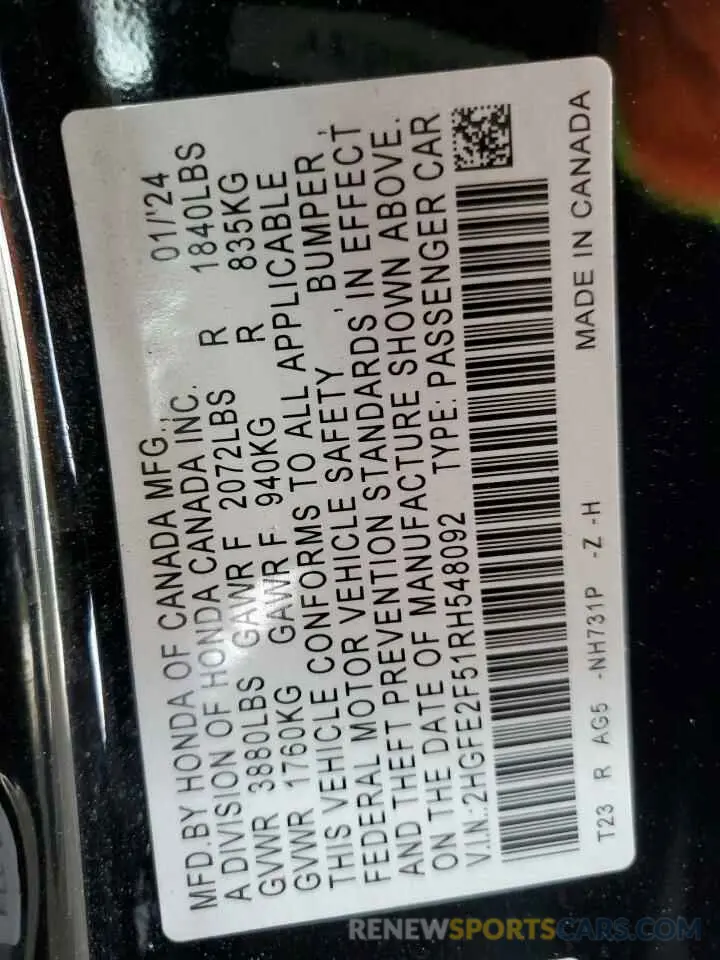 MFD.BY HONDA OF CANADA MFG., 01/'24
A DIVISION OF HONDA CANADA INC.
GVWR 3880LBS GAWR F 2072LBS R 1840LBS
GVWR 1760KG GAWR F 940KG R 835KG
THIS VEHICLE CONFORMS TO ALL APPLICABLE
FEDERAL MOTOR VEHICLE SAFETY , BUMPER ,
AND THEFT PREVENTION STANDARDS IN EFFECT
ON THE DATE OF MANUFACTURE SHOWN ABOVE.
V.I.N.:2HGFE2F51RH548092 TYPE: PASSENGER CAR
T23 R AG5 -NH731P -Z -H MADE IN CANADA
RENEWSPORTSCARS.COM